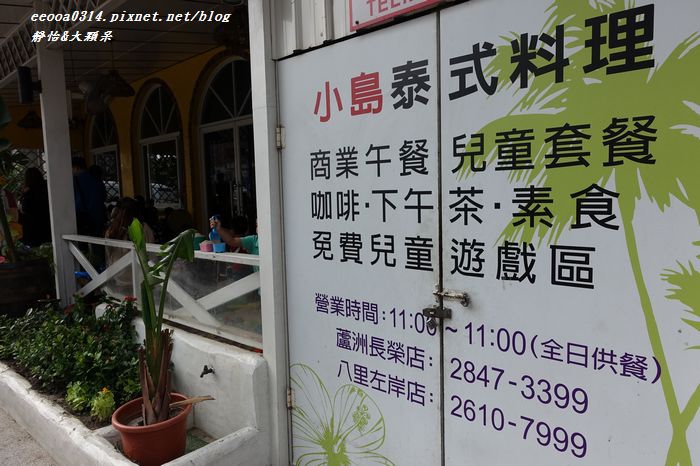 eeooa0314.pixnet.net/blog
靜怡&大顆呆
小島泰式料理
商業午餐 兒童套餐
咖啡·下午茶·素食
免費兒童遊戲區
營業時間:11:00~11:00(全日供餐)
蘆洲長榮店: 2847-3399
八里左岸店: 2610-7999